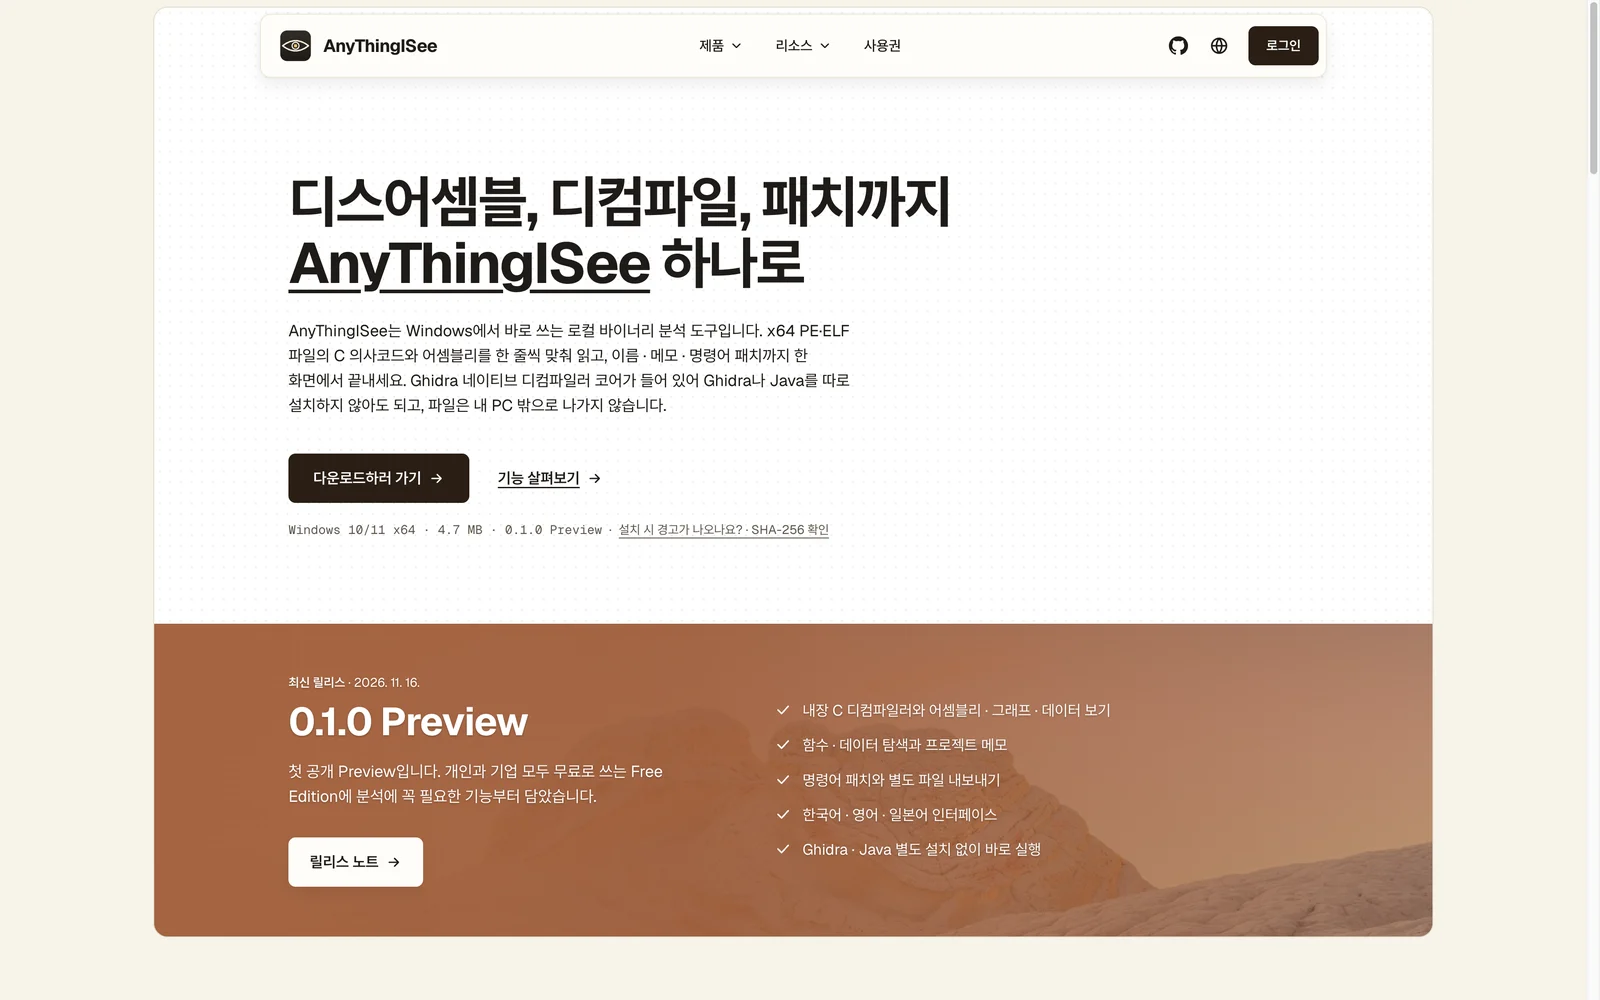 AnyThingISee
제품
리소스
사용권
로그인
디스어셈블, 디컴파일, 패치까지
AnyThingISee 하나로
AnyThingISee는 Windows에서 바로 쓰는 로컬 바이너리 분석 도구입니다. x64 PE·ELF
파일의 C 의사코드와 어셈블리를 한 줄씩 맞춰 읽고, 이름 · 메모 · 명령어 패치까지 한
화면에서 끝내세요. Ghidra 네이티브 디컴파일러 코어가 들어 있어 Ghidra나 Java를 따로
설치하지 않아도 되고, 파일은 내 PC 밖으로 나가지 않습니다.
다운로드하러 가기 →
기능 살펴보기 →
Windows 10/11 x64 · 4.7 MB · 0.1.0 Preview · 설치 시 경고가 나오나요? · SHA-256 확인
최신 릴리스 · 2026. 11. 16.
0.1.0 Preview
첫 공개 Preview입니다. 개인과 기업 모두 무료로 쓰는 Free
Edition에 분석에 꼭 필요한 기능부터 담았습니다.
릴리스 노트 →
내장 C 디컴파일러와 어셈블리 · 그래프 · 데이터 보기
함수 · 데이터 탐색과 프로젝트 메모
명령어 패치와 별도 파일 내보내기
한국어 · 영어 · 일본어 인터페이스
Ghidra · Java 별도 설치 없이 바로 실행